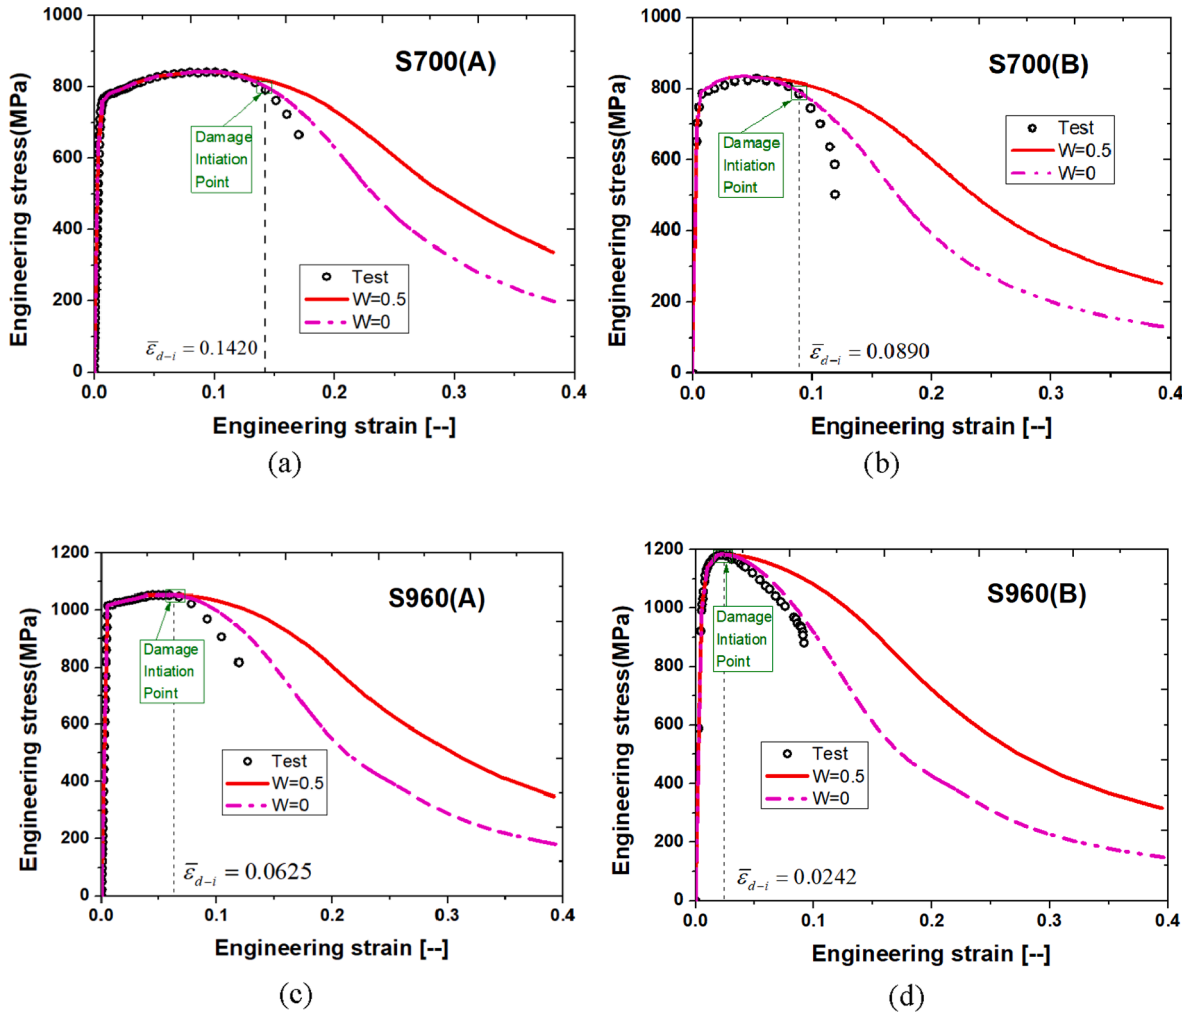 1000
800
600
400
200
0
Engineering stress(MPa)
S700(A)
Damage
Intiation
Point
Test
W=0.5
W=0
ε̅d−i = 0.1420
0.0 0.1 0.2 0.3 0.4
Engineering strain [--]
(a)
1000
800
600
400
200
0
Engineering stress(MPa)
S700(B)
Damage
Intiation
Point
Test
W=0.5
W=0
ε̅d−i = 0.0890
0.0 0.1 0.2 0.3 0.4
Engineering strain [--]
(b)
1200
1000
800
600
400
200
0
Engineering stress(MPa)
S960(A)
Damage
Intiation
Point
Test
W=0.5
W=0
ε̅d−i = 0.0625
0.0 0.1 0.2 0.3 0.4
Engineering strain [--]
(c)
1200
1000
800
600
400
200
0
Engineering stress(MPa)
S960(B)
Damage
Intiation
Point
Test
W=0.5
W=0
ε̅d−i = 0.0242
0.0 0.1 0.2 0.3 0.4
Engineering strain [--]
(d)